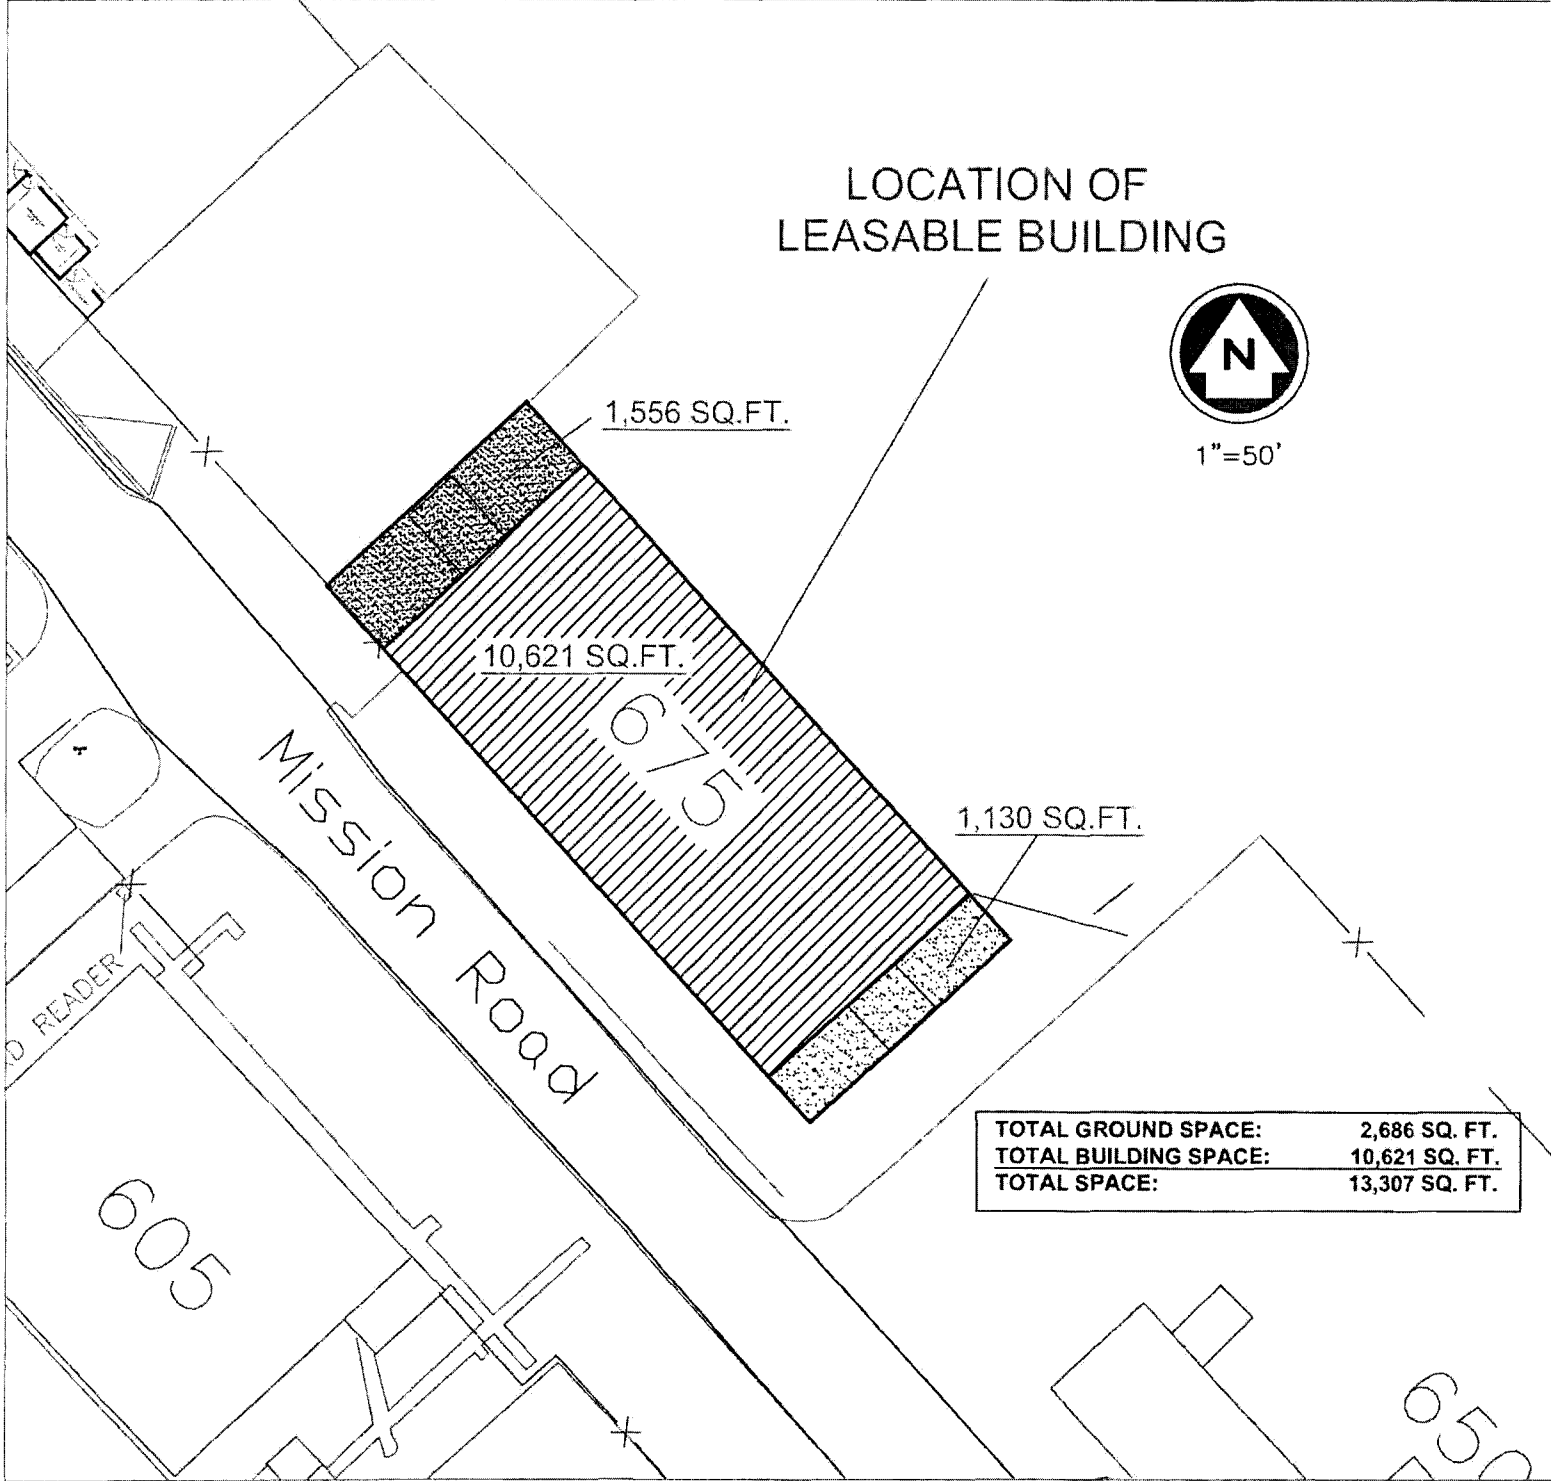 LOCATION OF
LEASABLE BUILDING
N
1"=50'
1,556 SQ.FT.
10,621 SQ.FT.
675
1,130 SQ.FT.
Mission Road
READER
605
TOTAL GROUND SPACE: 2,686 SQ. FT.
TOTAL BUILDING SPACE: 10,621 SQ. FT.
TOTAL SPACE: 13,307 SQ. FT.
650